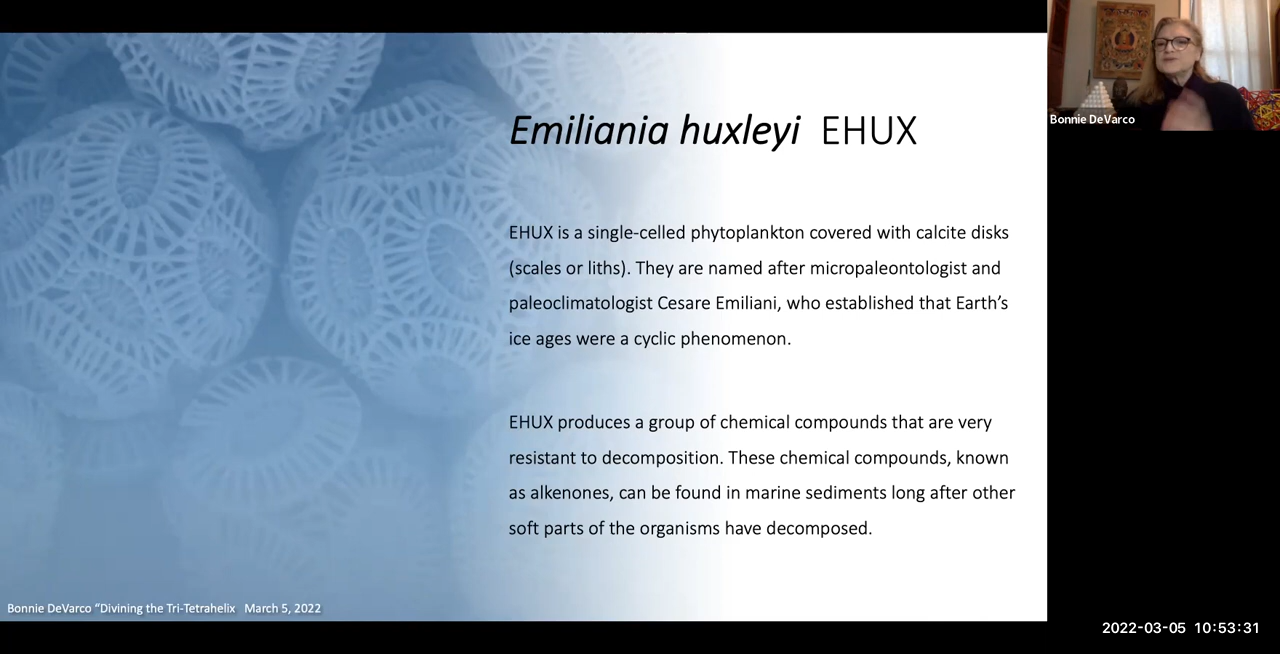 Emiliania huxleyi EHUX
EHUX is a single-celled phytoplankton covered with calcite disks
(scales or liths). They are named after micropaleontologist and
paleoclimatologist Cesare Emiliani, who established that Earth’s
ice ages were a cyclic phenomenon.
EHUX produces a group of chemical compounds that are very
resistant to decomposition. These chemical compounds, known
as alkenones, can be found in marine sediments long after other
soft parts of the organisms have decomposed.
Bonnie DeVarco “Divining the Tri-Tetrahelix March 5, 2022
Bonnie DeVarco
2022-03-05 10:53:31